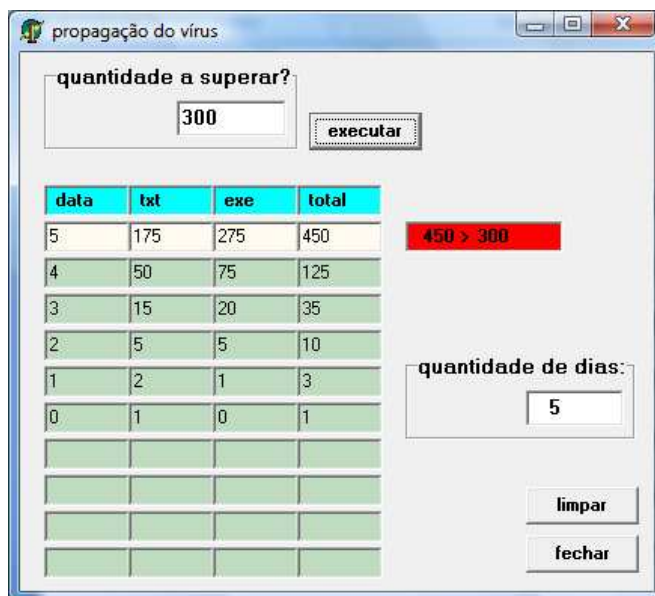 propagação do vírus
quantidade a superar?
300
executar
data txt exe total
5 175 275 450
450 > 300
4 50 75 125
3 15 20 35
2 5 5 10
1 2 1 3
0 1 0 1
quantidade de dias:
5
limpar
fechar